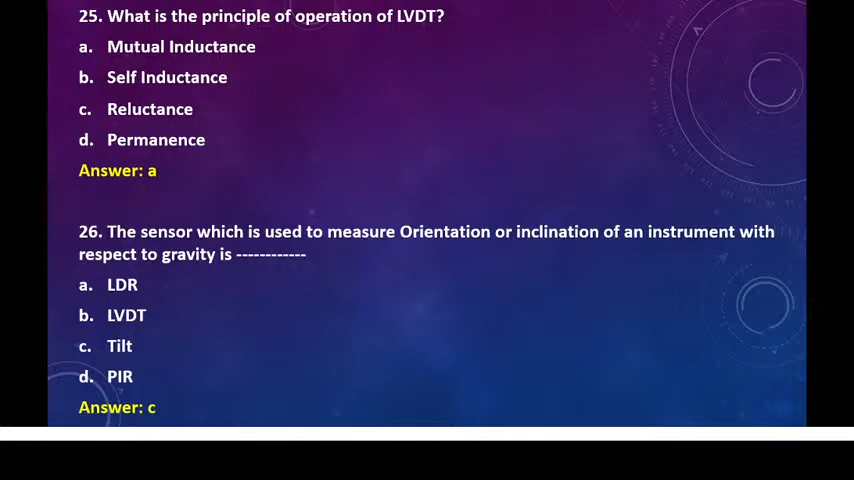 25. What is the principle of operation of LVDT?
a. Mutual Inductance
b. Self Inductance
c. Reluctance
d. Permanence
Answer: a
26. The sensor which is used to measure Orientation or inclination of an instrument with
respect to gravity is ------------
a. LDR
b. LVDT
c. Tilt
d. PIR
Answer: c